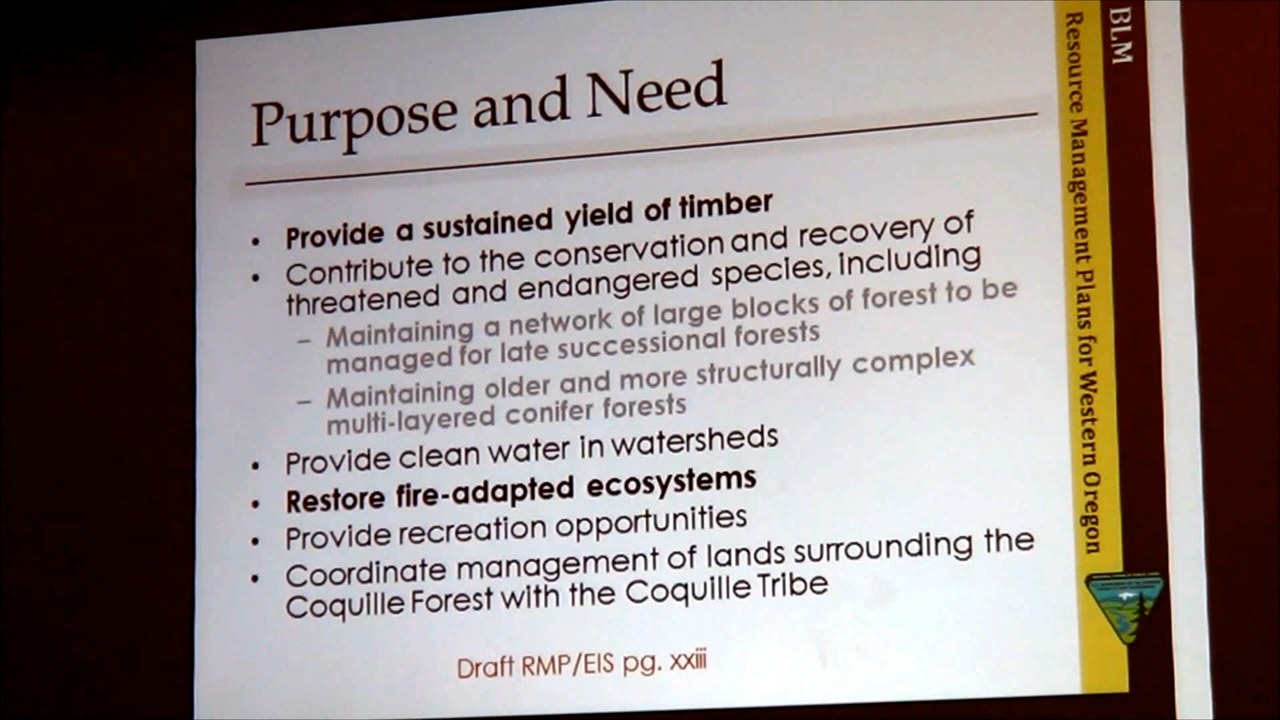 Purpose and Need
• Provide a sustained yield of timber
• Contribute to the conservation and recovery of
threatened and endangered species, including
– Maintaining a network of large blocks of forest to be
managed for late successional forests
– Maintaining older and more structurally complex
multi-layered conifer forests
• Provide clean water in watersheds
• Restore fire-adapted ecosystems
• Provide recreation opportunities
• Coordinate management of lands surrounding the
Coquille Forest with the Coquille Tribe
Draft RMP/EIS pg. xxiii
BLM
Resource Management Plans for Western Oregon